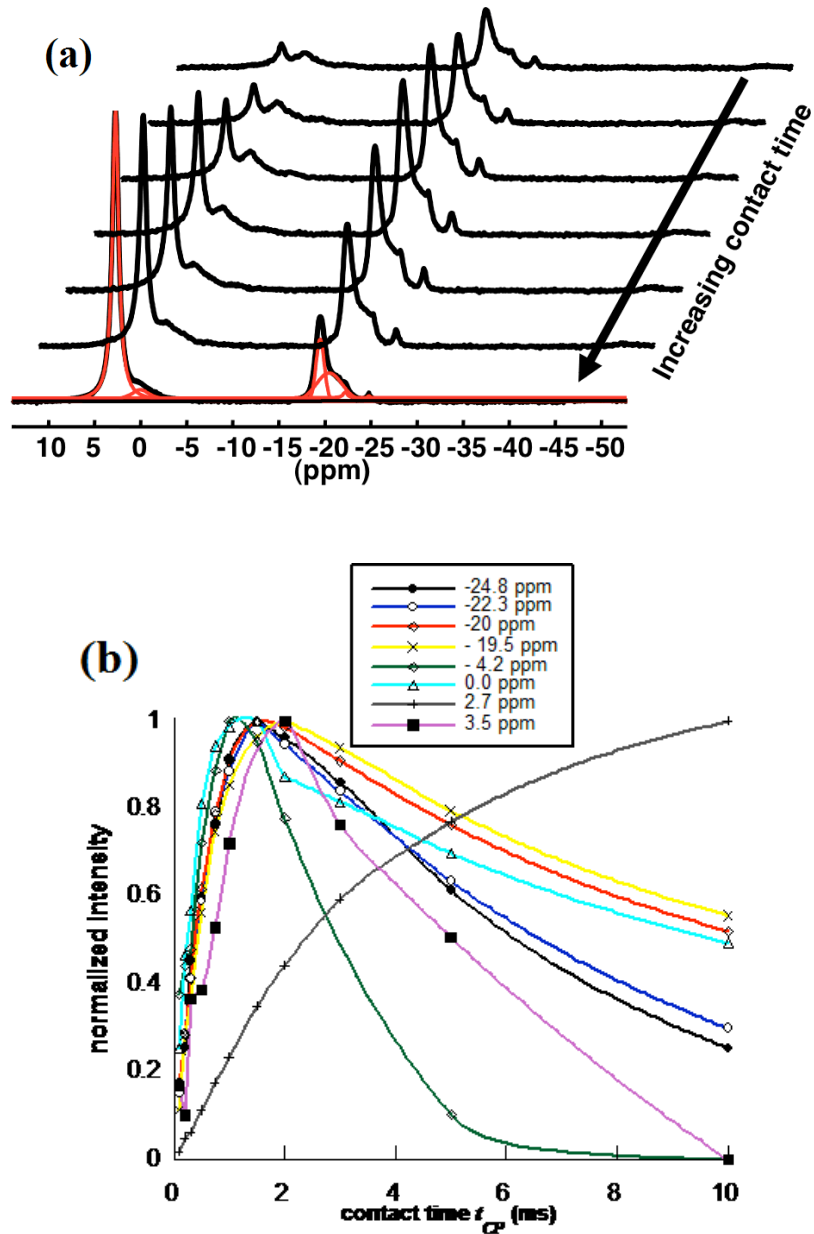 (a)
Increasing contact time
10 5 0 -5 -10 -15 -20 -25 -30 -35 -40 -45 -50
(ppm)
(b)
-24.8 ppm
-22.3 ppm
-20 ppm
- 19.5 ppm
- 4.2 ppm
0.0 ppm
2.7 ppm
3.5 ppm
1
0.8
0.6
0.4
0.2
0
normalized intensity
0 2 4 6 8 10
contact time t_CP (ms)